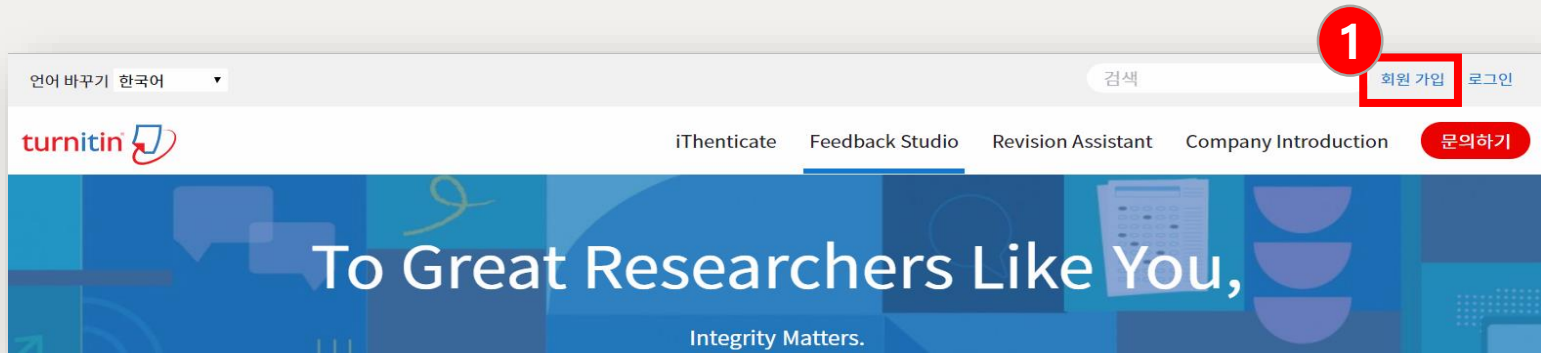 1
언어 바꾸기 한국어 검색 회원 가입 로그인
turnitin iThenticate Feedback Studio Revision Assistant Company Introduction 문의하기
To Great Researchers Like You,
Integrity Matters.